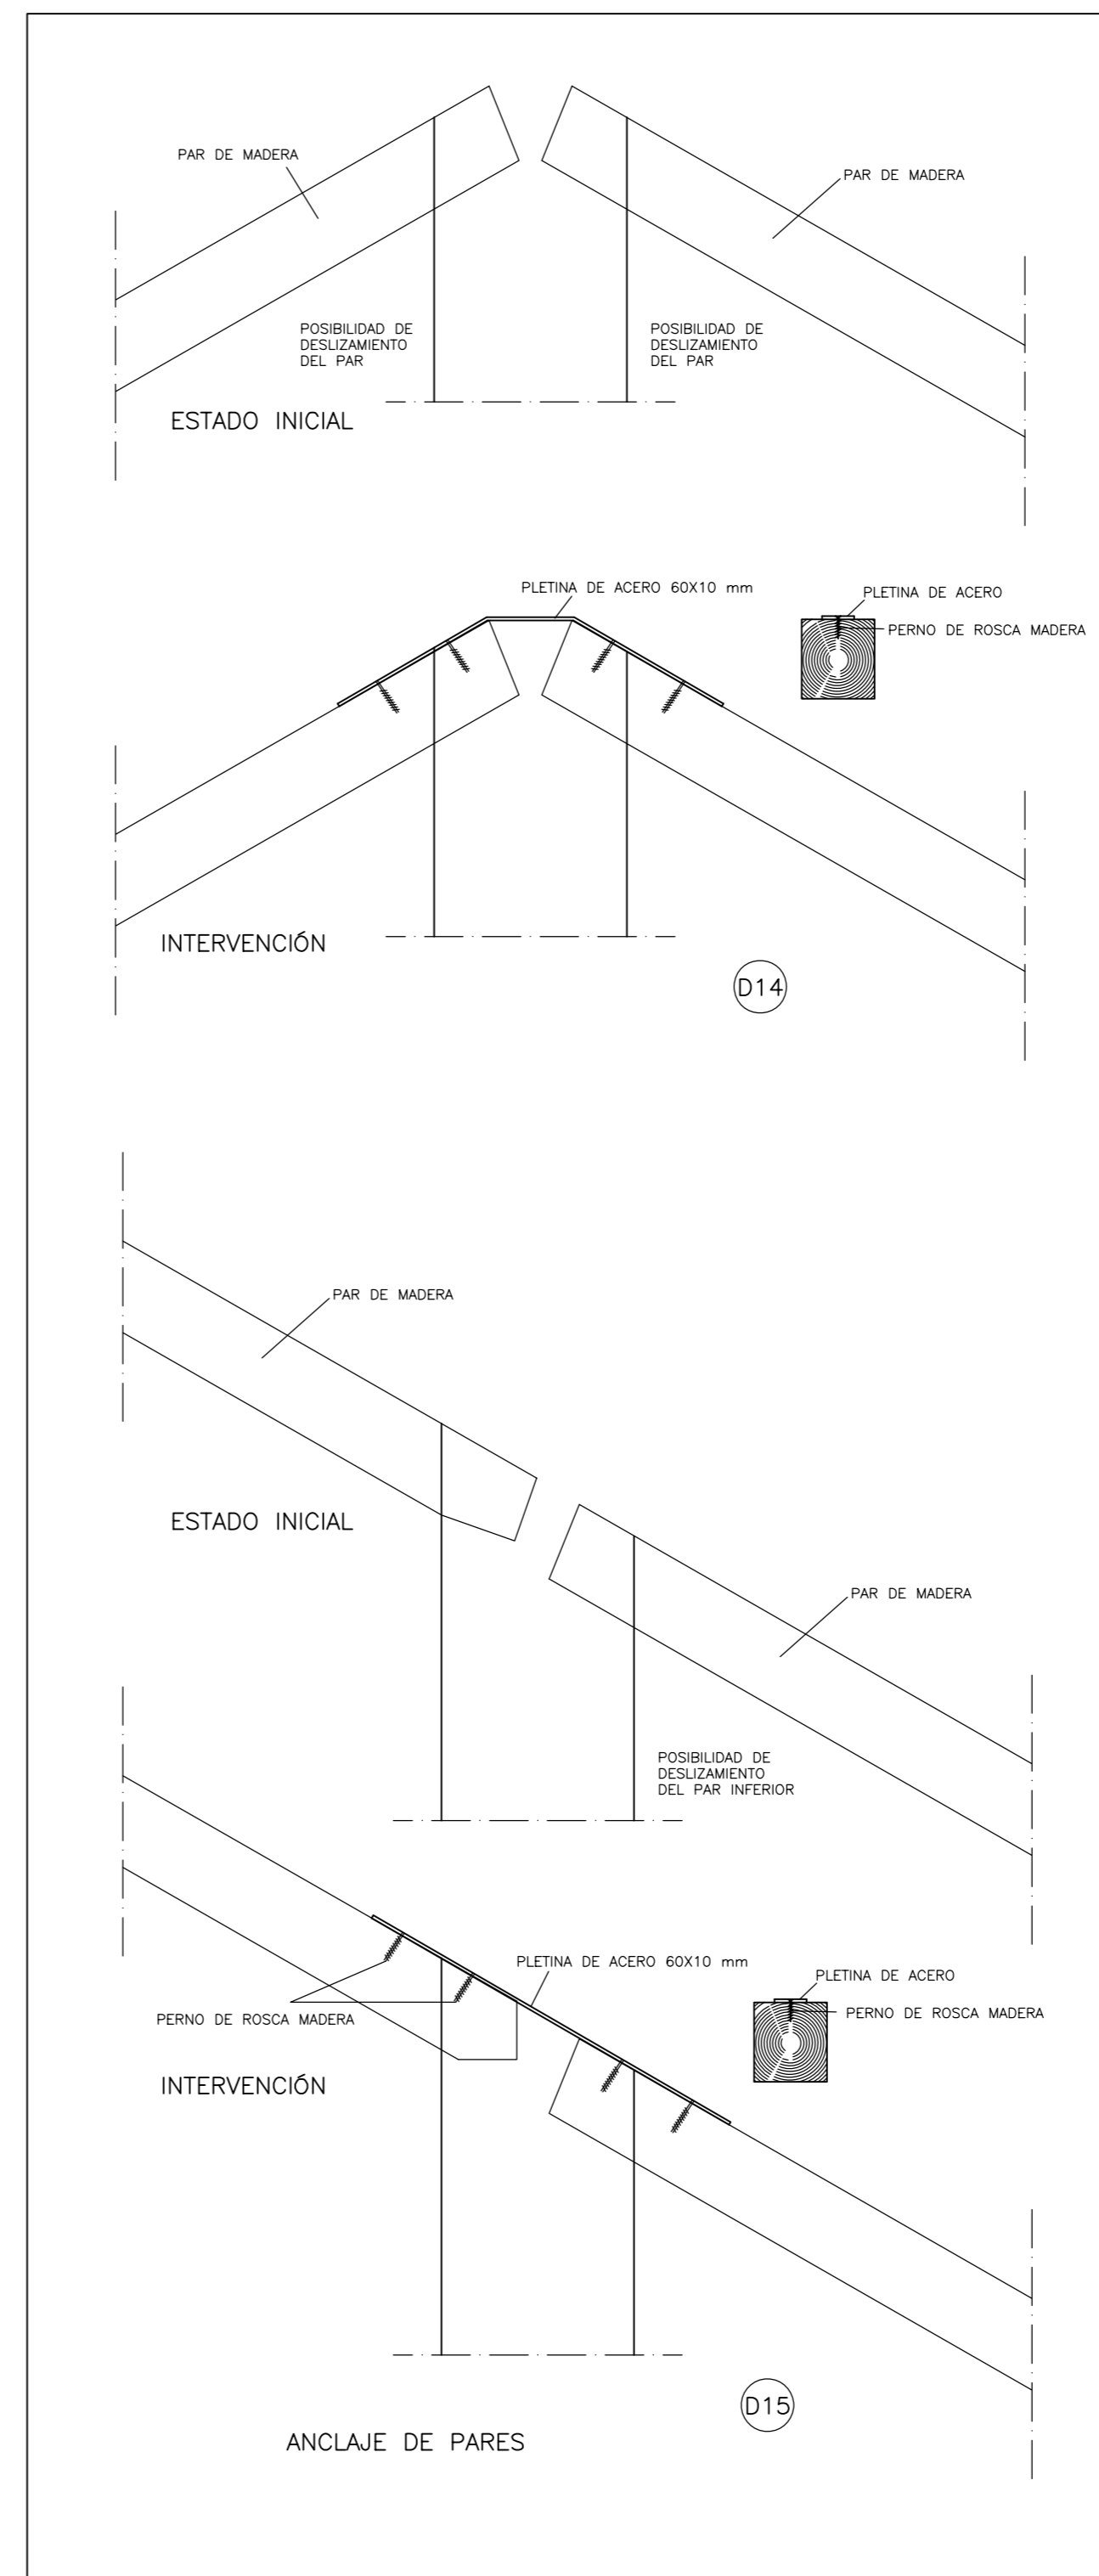 PAR DE MADERA
PAR DE MADERA
POSIBILIDAD DE
DESLIZAMIENTO
DEL PAR
POSIBILIDAD DE
DESLIZAMIENTO
DEL PAR
ESTADO INICIAL
PLETINA DE ACERO 60X10 mm
PLETINA DE ACERO
PERNO DE ROSCA MADERA
INTERVENCIÓN
D14
PAR DE MADERA
ESTADO INICIAL
PAR DE MADERA
POSIBILIDAD DE
DESLIZAMIENTO
DEL PAR INFERIOR
PLETINA DE ACERO 60X10 mm
PLETINA DE ACERO
PERNO DE ROSCA MADERA
PERNO DE ROSCA MADERA
INTERVENCIÓN
D15
ANCLAJE DE PARES